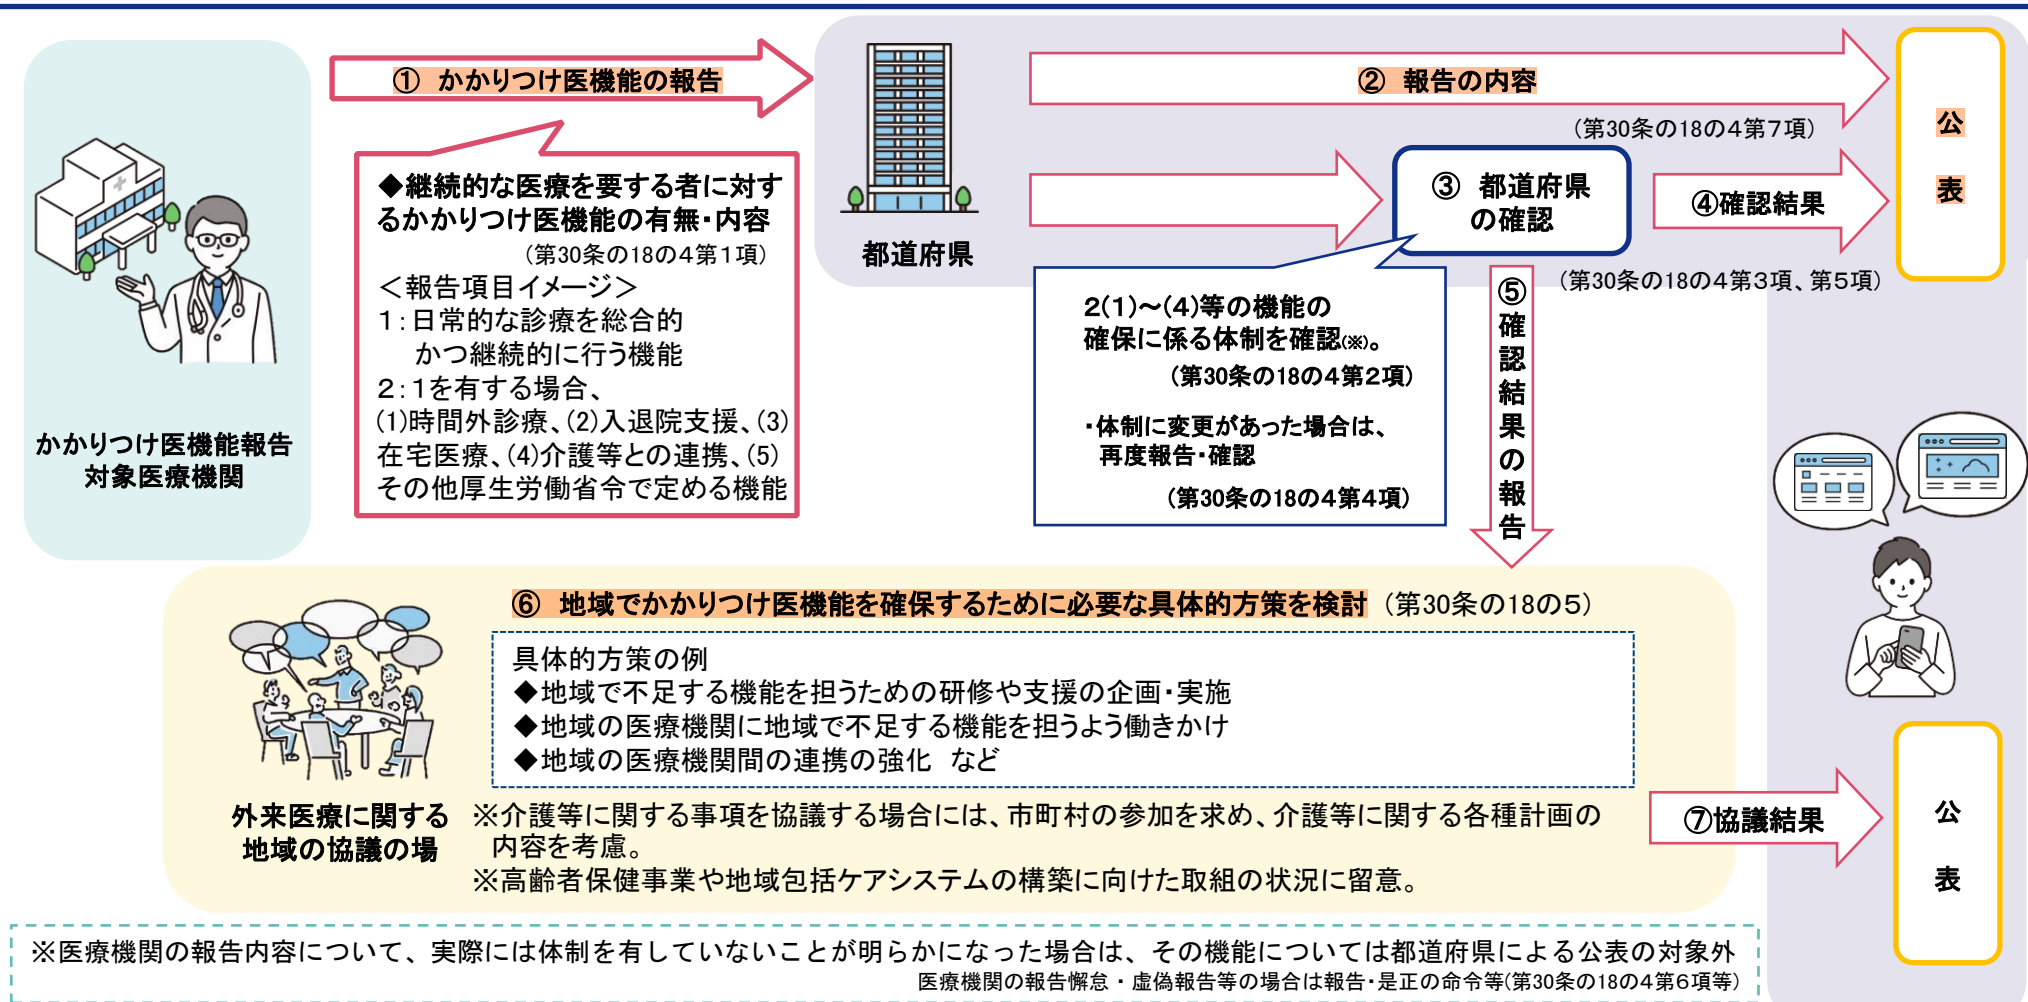 ① かかりつけ医機能の報告
② 報告の内容
(第30条の18の4第7項)
公
表
◆継続的な医療を要する者に対す
るかかりつけ医機能の有無・内容
(第30条の18の4第1項)
<報告項目イメージ>
1:日常的な診療を総合的
かつ継続的に行う機能
2:1を有する場合、
(1)時間外診療、(2)入退院支援、(3)
在宅医療、(4)介護等との連携、(5)
その他厚生労働省令で定める機能
都道府県
③ 都道府県
の確認
④確認結果
(第30条の18の4第3項、第5項)
2(1)~(4)等の機能の
確保に係る体制を確認(※)。
(第30条の18の4第2項)
・体制に変更があった場合は、
再度報告・確認
(第30条の18の4第4項)
⑤確認結果の報告
かかりつけ医機能報告
対象医療機関
⑥ 地域でかかりつけ医機能を確保するために必要な具体的方策を検討 (第30条の18の5)
具体的方策の例
◆地域で不足する機能を担うための研修や支援の企画・実施
◆地域の医療機関に地域で不足する機能を担うよう働きかけ
◆地域の医療機関間の連携の強化 など
外来医療に関する
地域の協議の場
※介護等に関する事項を協議する場合には、市町村の参加を求め、介護等に関する各種計画の
内容を考慮。
※高齢者保健事業や地域包括ケアシステムの構築に向けた取組の状況に留意。
⑦協議結果
公
表
※医療機関の報告内容について、実際には体制を有していないことが明らかになった場合は、その機能については都道府県による公表の対象外
医療機関の報告懈怠・虚偽報告等の場合は報告・是正の命令等(第30条の18の4第6項等)